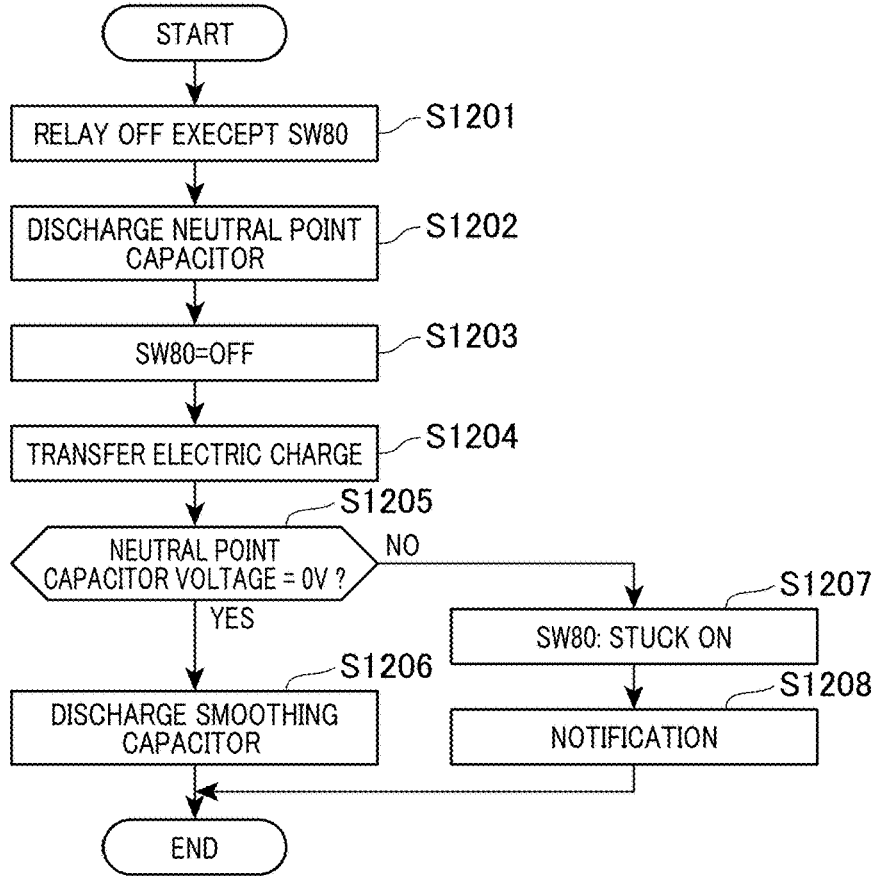 START
RELAY OFF EXECEPT SW80
S1201
DISCHARGE NEUTRAL POINT
CAPACITOR
S1202
SW80=OFF
S1203
TRANSFER ELECTRIC CHARGE
S1204
S1205
NEUTRAL POINT
CAPACITOR VOLTAGE = 0V ?
NO
YES
S1207
SW80: STUCK ON
S1206
DISCHARGE SMOOTHING
CAPACITOR
S1208
NOTIFICATION
END